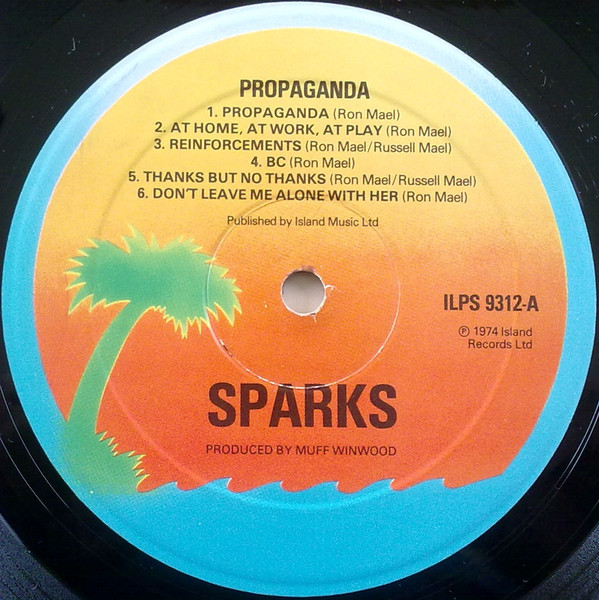 PROPAGANDA
1. PROPAGANDA (Ron Mael)
2. AT HOME, AT WORK, AT PLAY (Ron Mael)
3. REINFORCEMENTS (Ron Mael/Russell Mael)
4. BC (Ron Mael)
5. THANKS BUT NO THANKS (Ron Mael/Russell Mael)
6. DON'T LEAVE ME ALONE WITH HER (Ron Mael)
Published by Island Music Ltd
ILPS 9312-A
℗ 1974 Island
Records Ltd
SPARKS
PRODUCED BY MUFF WINWOOD